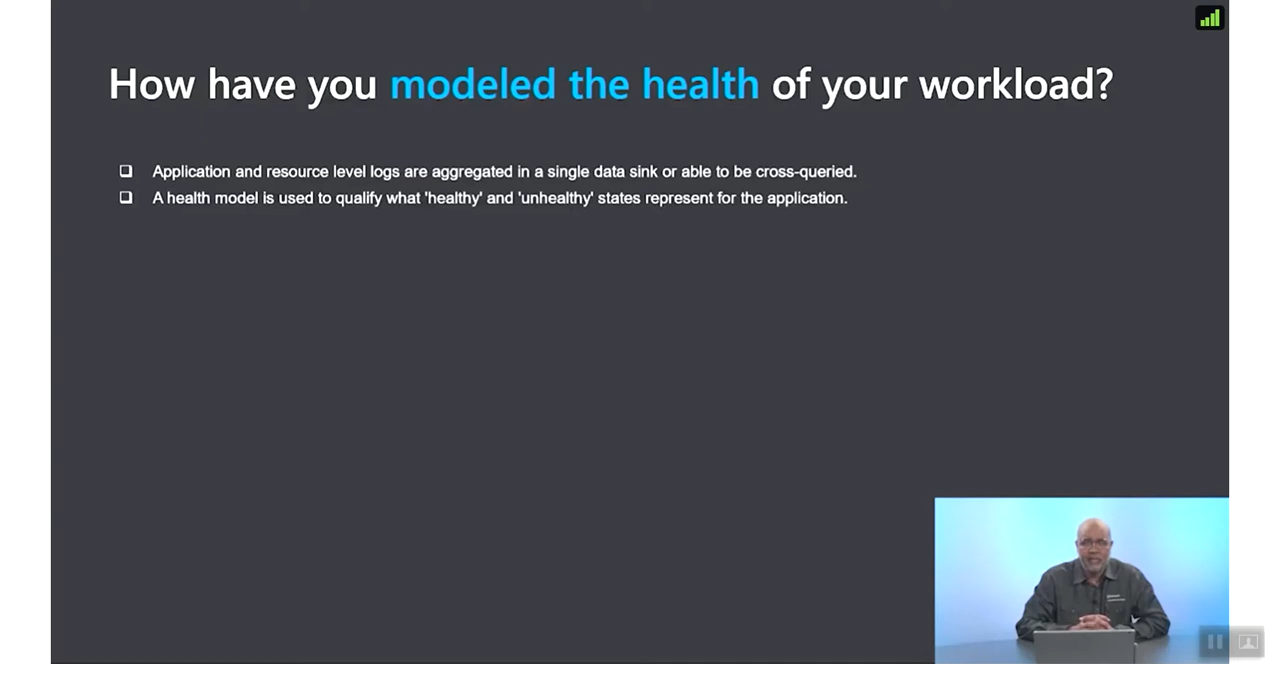 How have you modeled the health of your workload?
Application and resource level logs are aggregated in a single data sink or able to be cross-queried.
A health model is used to qualify what 'healthy' and 'unhealthy' states represent for the application.